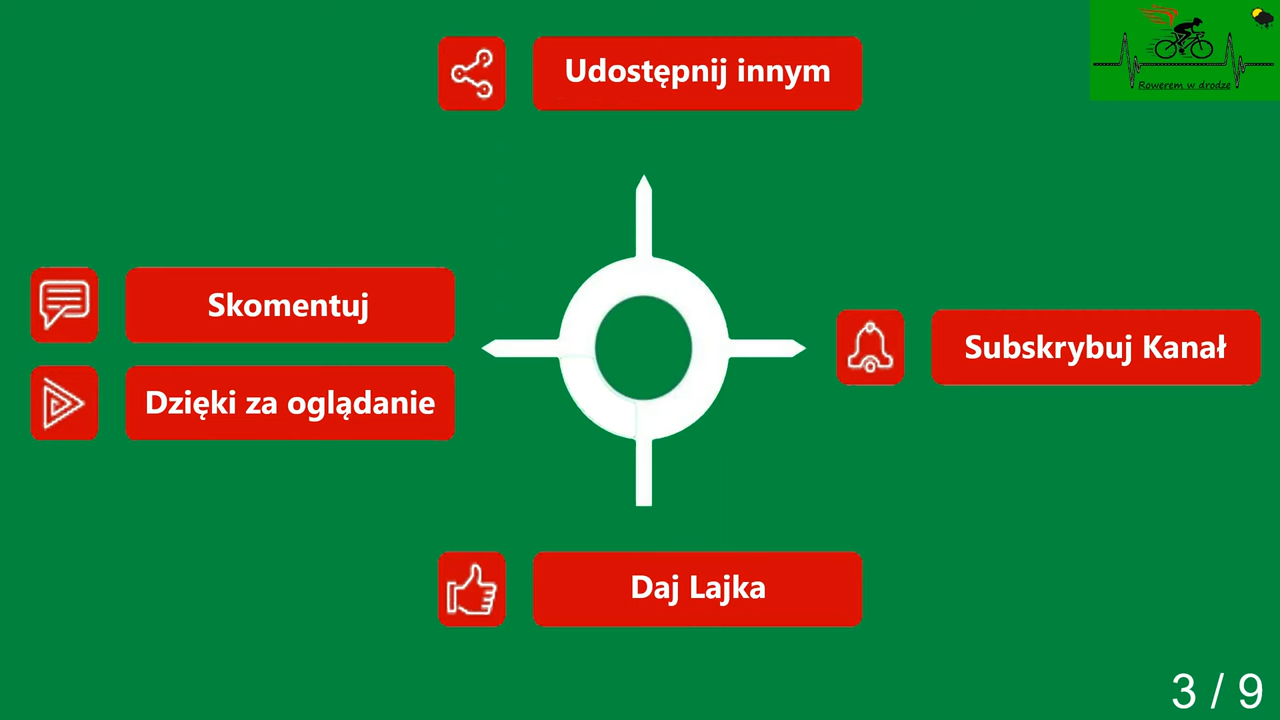 Udostępnij innym
Rowerem w drodze
Skomentuj
Dzięki za oglądanie
Subskrybuj Kanał
Daj Lajka
3 / 9